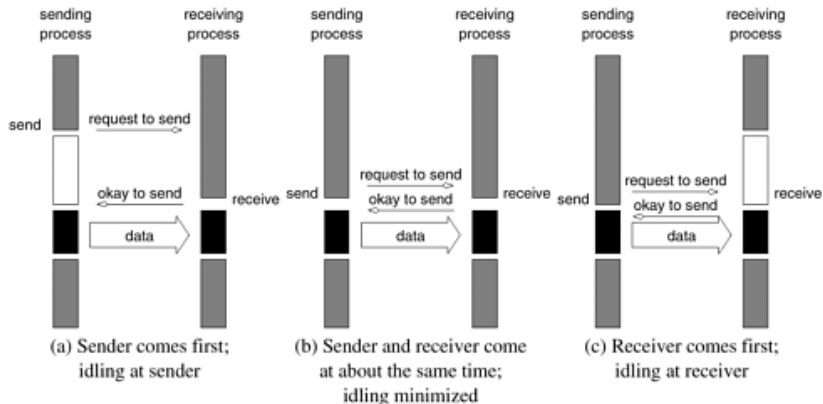 sending process
receiving process
send
request to send
okay to send
receive
data
(a) Sender comes first;
idling at sender
sending process
receiving process
send
request to send
okay to send
receive
data
(b) Sender and receiver come
at about the same time;
idling minimized
sending process
receiving process
send
request to send
okay to send
receive
data
(c) Receiver comes first;
idling at receiver